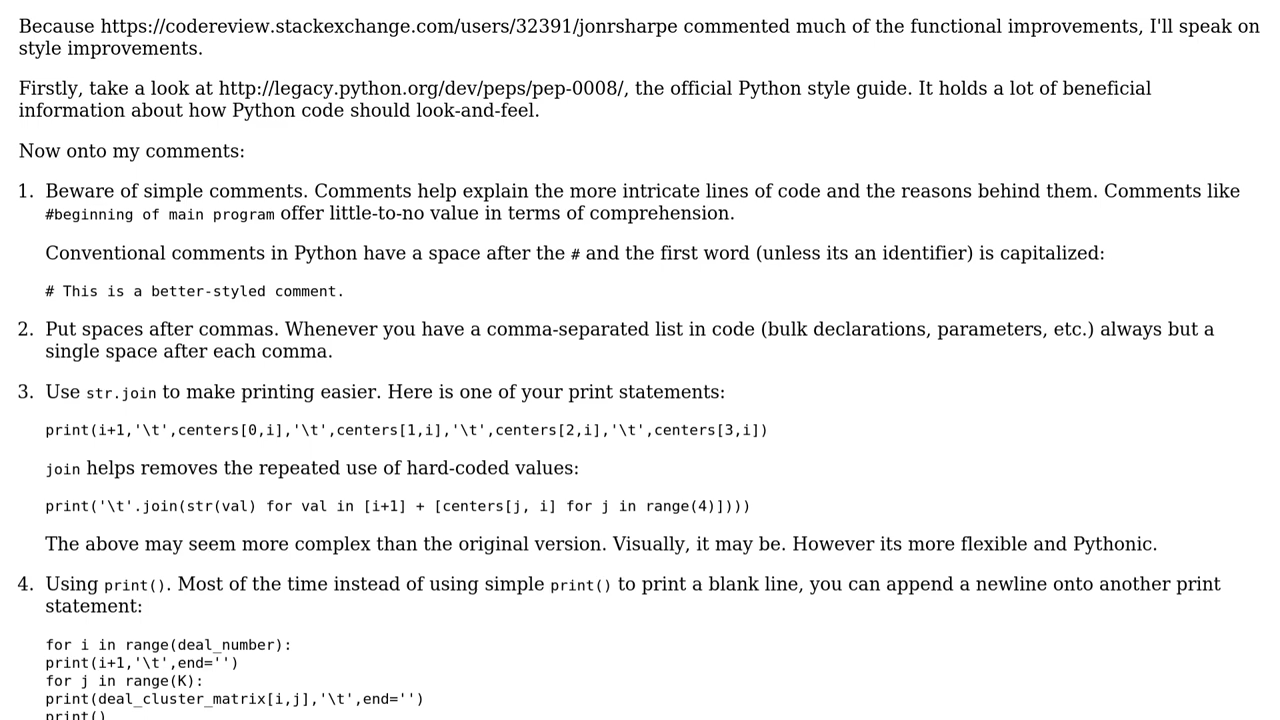 Because https://codereview.stackexchange.com/users/32391/jonrsharpe commented much of the functional improvements, I'll speak on
style improvements.
Firstly, take a look at http://legacy.python.org/dev/peps/pep-0008/, the official Python style guide. It holds a lot of beneficial
information about how Python code should look-and-feel.
Now onto my comments:
1. Beware of simple comments. Comments help explain the more intricate lines of code and the reasons behind them. Comments like
#beginning of main program offer little-to-no value in terms of comprehension.
Conventional comments in Python have a space after the # and the first word (unless its an identifier) is capitalized:
# This is a better-styled comment.
2. Put spaces after commas. Whenever you have a comma-separated list in code (bulk declarations, parameters, etc.) always but a
single space after each comma.
3. Use str.join to make printing easier. Here is one of your print statements:
print(i+1,'\t',centers[0,i],'\t',centers[1,i],'\t',centers[2,i],'\t',centers[3,i])
join helps removes the repeated use of hard-coded values:
print('\t'.join(str(val) for val in [i+1] + [centers[j, i] for j in range(4)])))
The above may seem more complex than the original version. Visually, it may be. However its more flexible and Pythonic.
4. Using print(). Most of the time instead of using simple print() to print a blank line, you can append a newline onto another print
statement:
for i in range(deal_number):
print(i+1,'\t',end='')
for j in range(K):
print(deal_cluster_matrix[i,j],'\t',end='')
print()